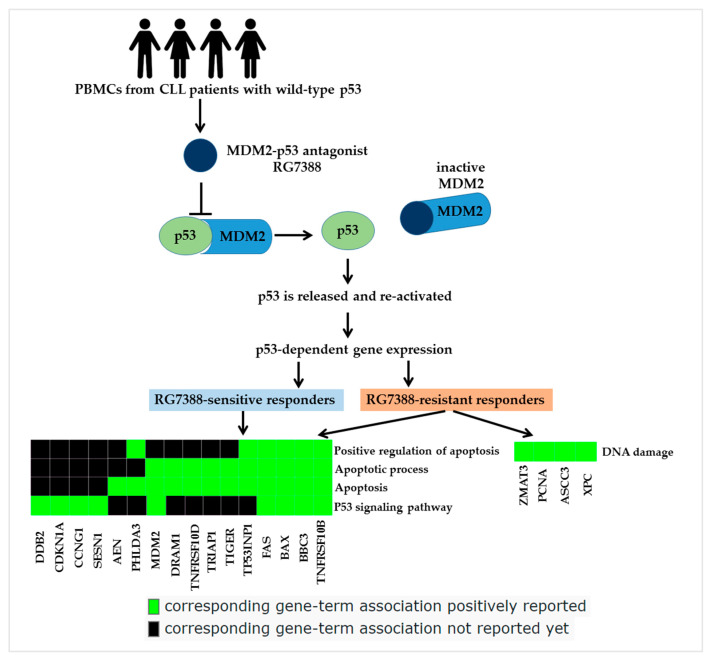 PBMCs from CLL patients with wild-type p53
MDM2-p53 antagonist
RG7388
inactive
MDM2
MDM2
p53
MDM2
p53
p53 is released and re-activated
p53-dependent gene expression
RG7388-sensitive responders
RG7388-resistant responders
Positive regulation of apoptosis
Apoptotic process
Apoptosis
P53 signaling pathway
DNA damage
DDB2
CDKN1A
CCNG1
SESN1
AEN
PHLDA3
MDM2
DRAM1
TNFRSF10D
TRIAP1
TIGER
TP53INP1
FAS
BAX
BBC3
TNFRSF10B
ZMAT3
PCNA
ASCC3
XPC
corresponding gene-term association positively reported
corresponding gene-term association not reported yet